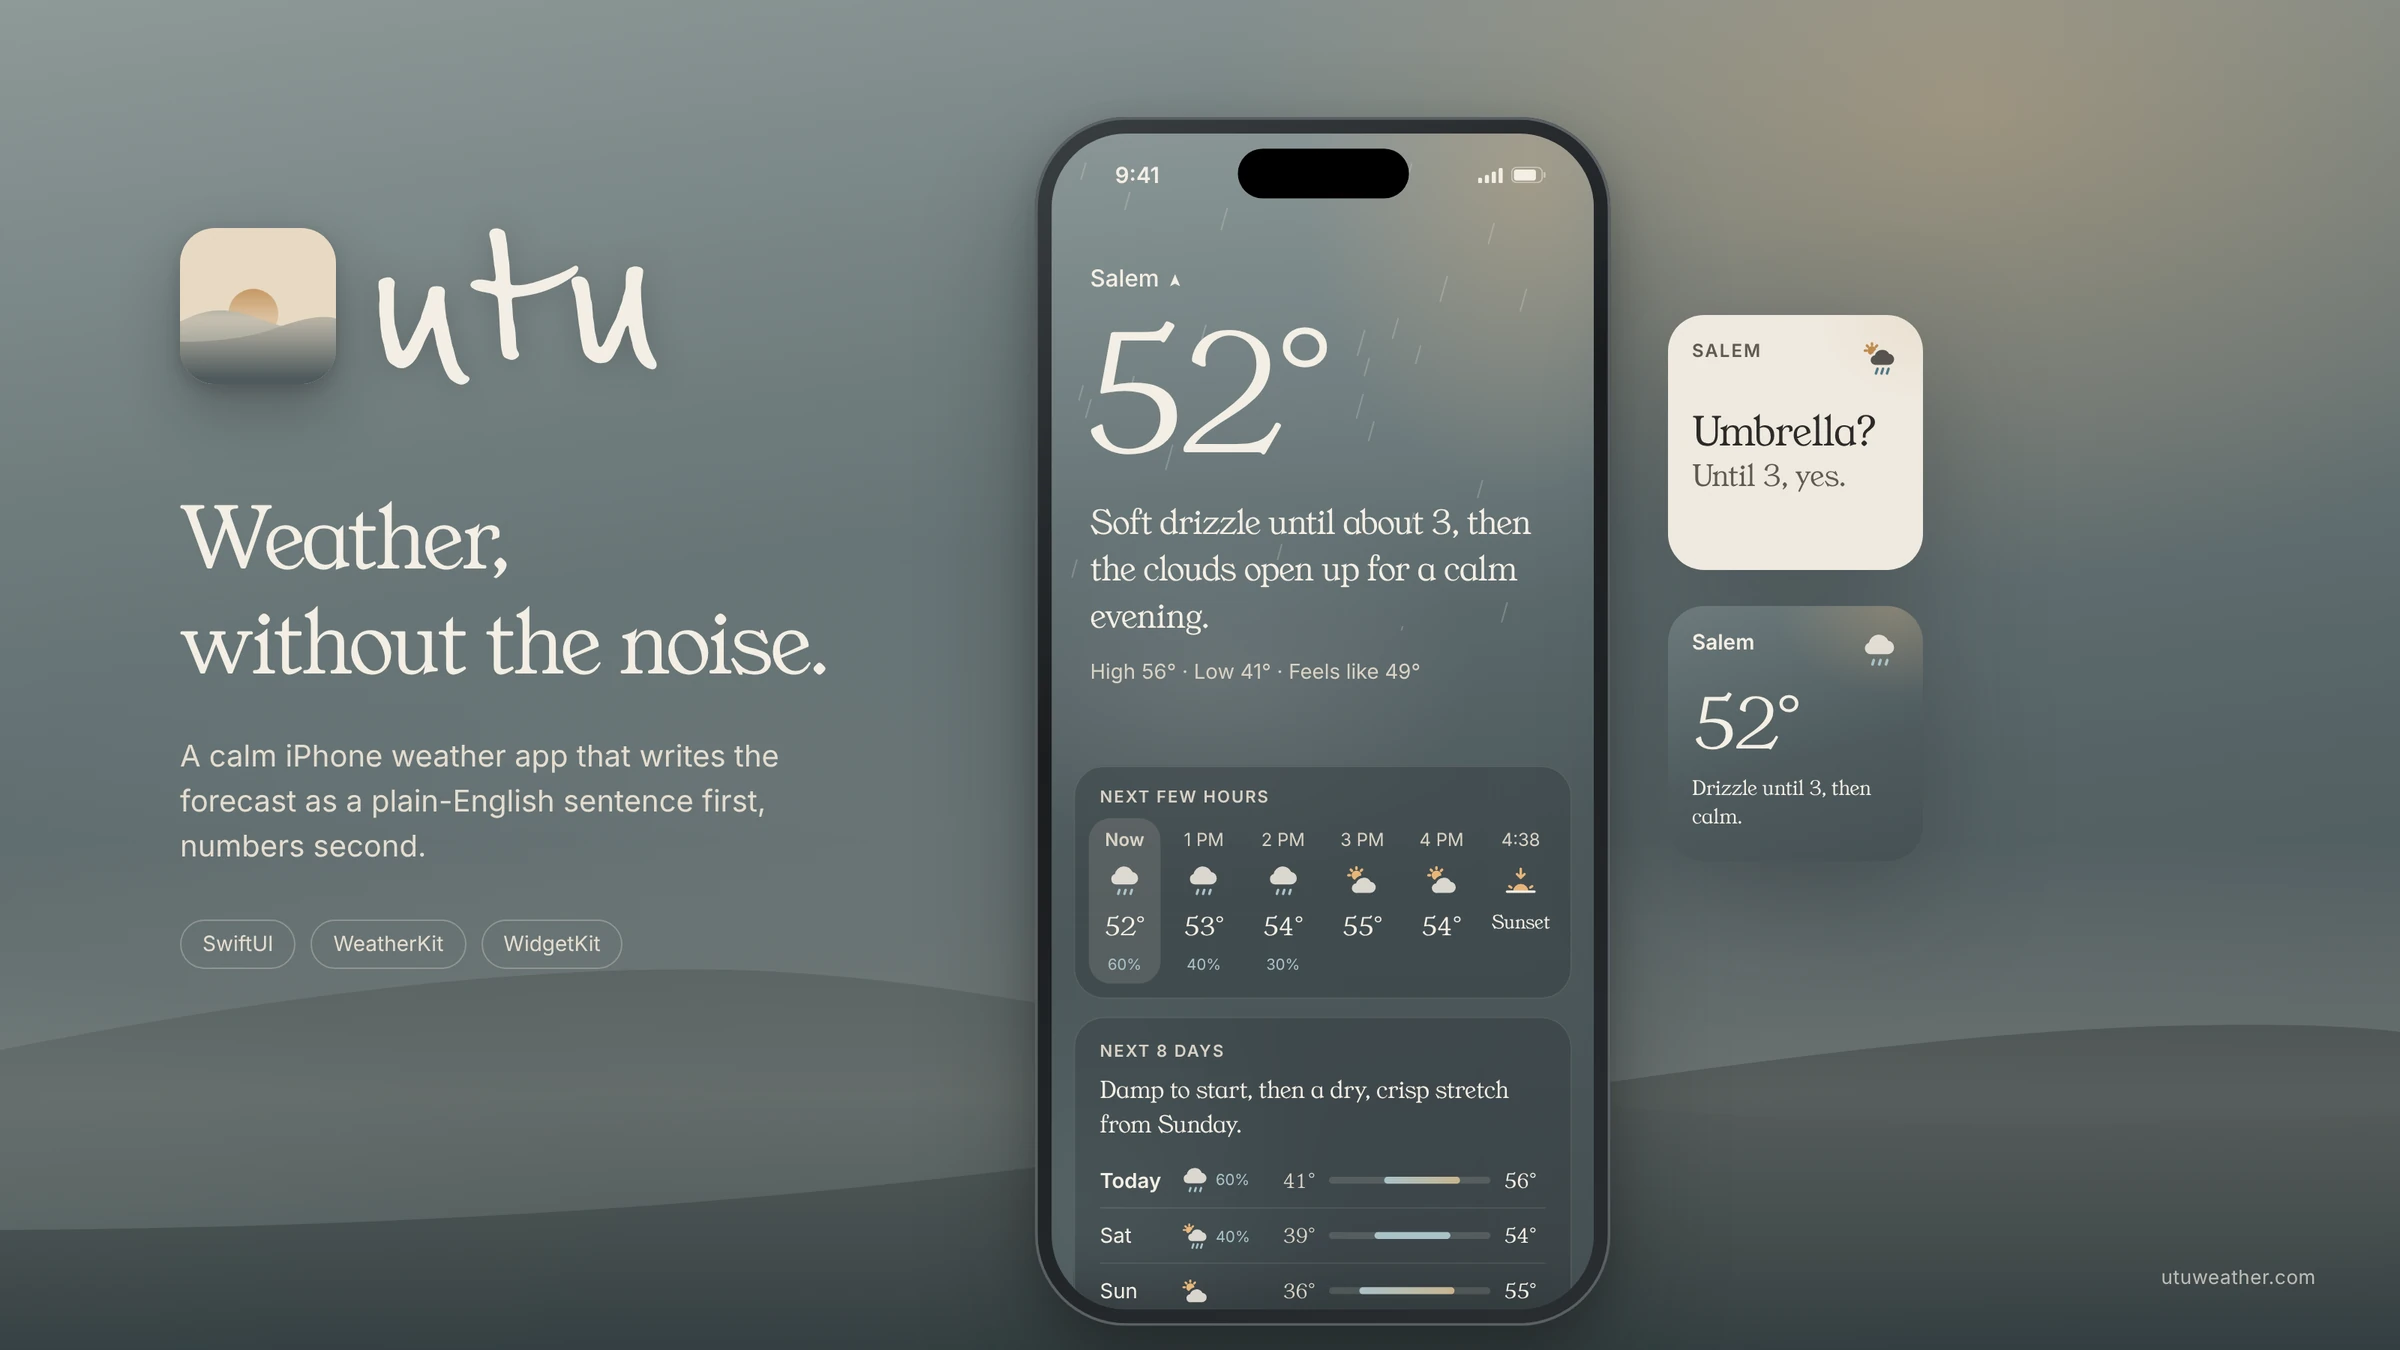 utu
Weather,
without the noise.
A calm iPhone weather app that writes the
forecast as a plain-English sentence first,
numbers second.
SwiftUI WeatherKit WidgetKit
9:41
Salem
52°
Soft drizzle until about 3, then
the clouds open up for a calm
evening.
High 56° · Low 41° · Feels like 49°
NEXT FEW HOURS
Now 1 PM 2 PM 3 PM 4 PM 4:38
52° 53° 54° 55° 54° Sunset
60% 40% 30%
NEXT 8 DAYS
Damp to start, then a dry, crisp stretch
from Sunday.
Today 60% 41° 56°
Sat 40% 39° 54°
Sun 36° 55°
SALEM
Umbrella?
Until 3, yes.
Salem
52°
Drizzle until 3, then
calm.
utuweather.com